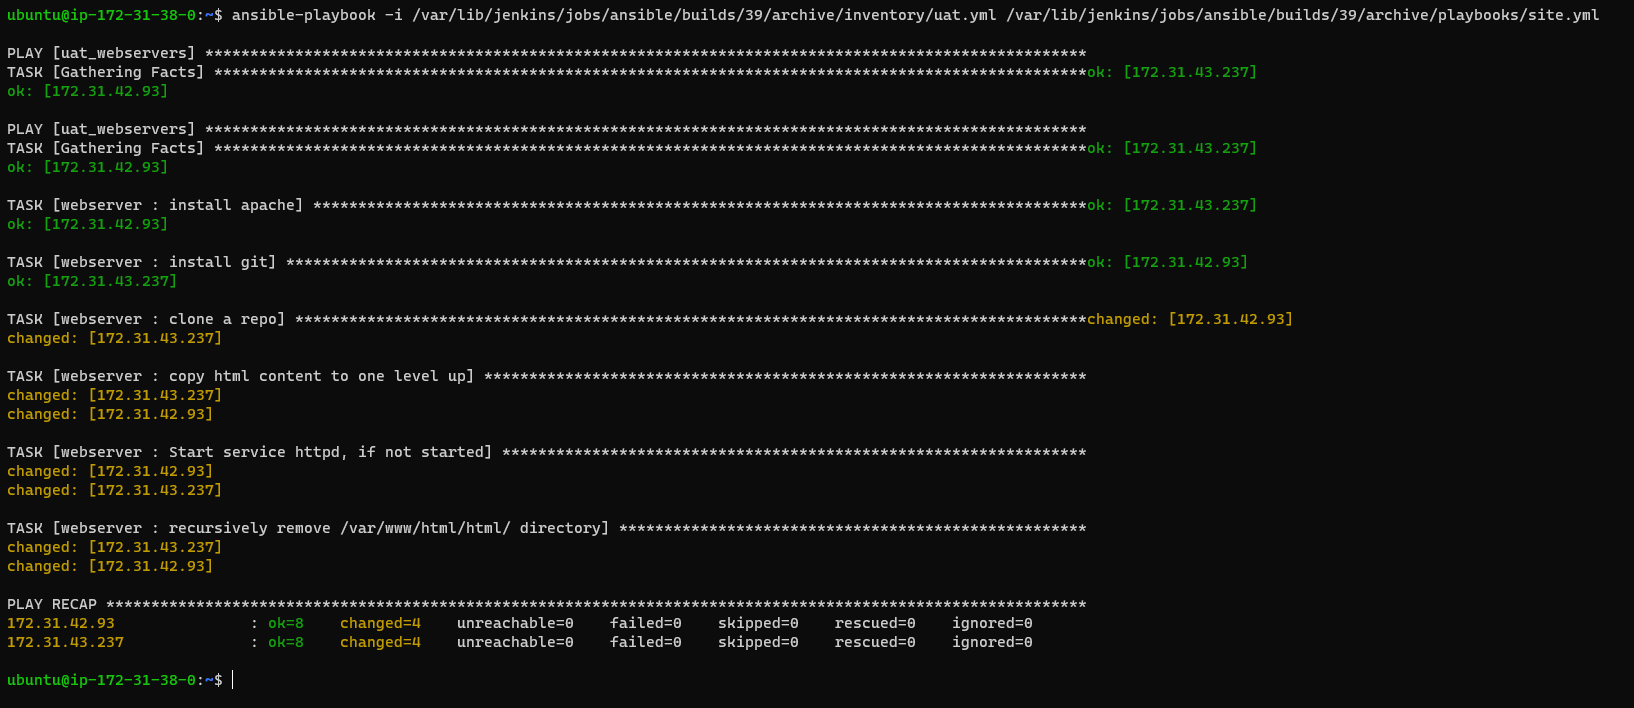 ubuntu@ip-172-31-38-0:~$ ansible-playbook -i /var/lib/jenkins/jobs/ansible/builds/39/archive/inventory/uat.yml /var/lib/jenkins/jobs/ansible/builds/39/archive/playbooks/site.yml
PLAY [uat_webservers] **************************************************************************************************
TASK [Gathering Facts] *************************************************************************************************ok: [172.31.43.237]
ok: [172.31.42.93]
PLAY [uat_webservers] **************************************************************************************************
TASK [Gathering Facts] *************************************************************************************************ok: [172.31.43.237]
ok: [172.31.42.93]
TASK [webserver : install apache] **************************************************************************************ok: [172.31.43.237]
ok: [172.31.42.93]
TASK [webserver : install git] *****************************************************************************************ok: [172.31.42.93]
ok: [172.31.43.237]
TASK [webserver : clone a repo] ****************************************************************************************changed: [172.31.42.93]
changed: [172.31.43.237]
TASK [webserver : copy html content to one level up] *******************************************************************
changed: [172.31.43.237]
changed: [172.31.42.93]
TASK [webserver : Start service httpd, if not started] *****************************************************************
changed: [172.31.42.93]
changed: [172.31.43.237]
TASK [webserver : recursively remove /var/www/html/html/ directory] ****************************************************
changed: [172.31.43.237]
changed: [172.31.42.93]
PLAY RECAP *************************************************************************************************************
172.31.42.93 : ok=8 changed=4 unreachable=0 failed=0 skipped=0 rescued=0 ignored=0
172.31.43.237 : ok=8 changed=4 unreachable=0 failed=0 skipped=0 rescued=0 ignored=0
ubuntu@ip-172-31-38-0:~$